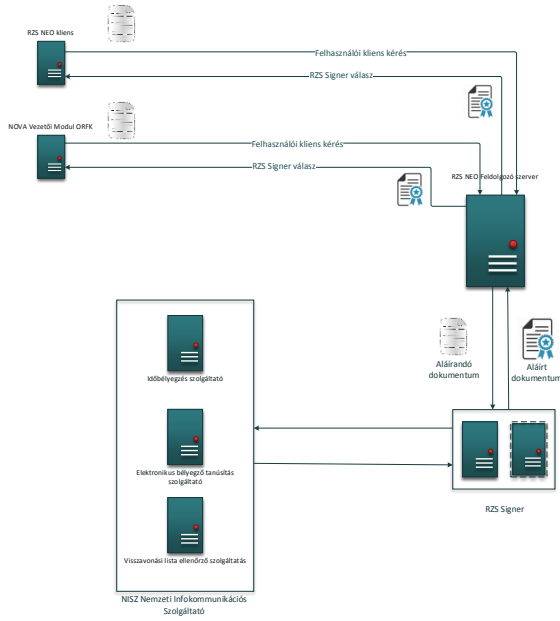 RZS NEO kliens
Felhasználói kliens kérés
RZS Signer válasz
NOVA Vezetői Modul ORFK
Felhasználói kliens kérés
RZS Signer válasz
RZS NEO Feldolgozó szerver
Aláírandó
dokumentum
Aláírt
dokumentum
Időbélyegzés szolgáltató
Elektronikus bélyegző tanúsítás
szolgáltató
RZS Signer
Visszavonási lista ellenőrző szolgáltatás
NISZ Nemzeti Infokommunikációs
Szolgáltató